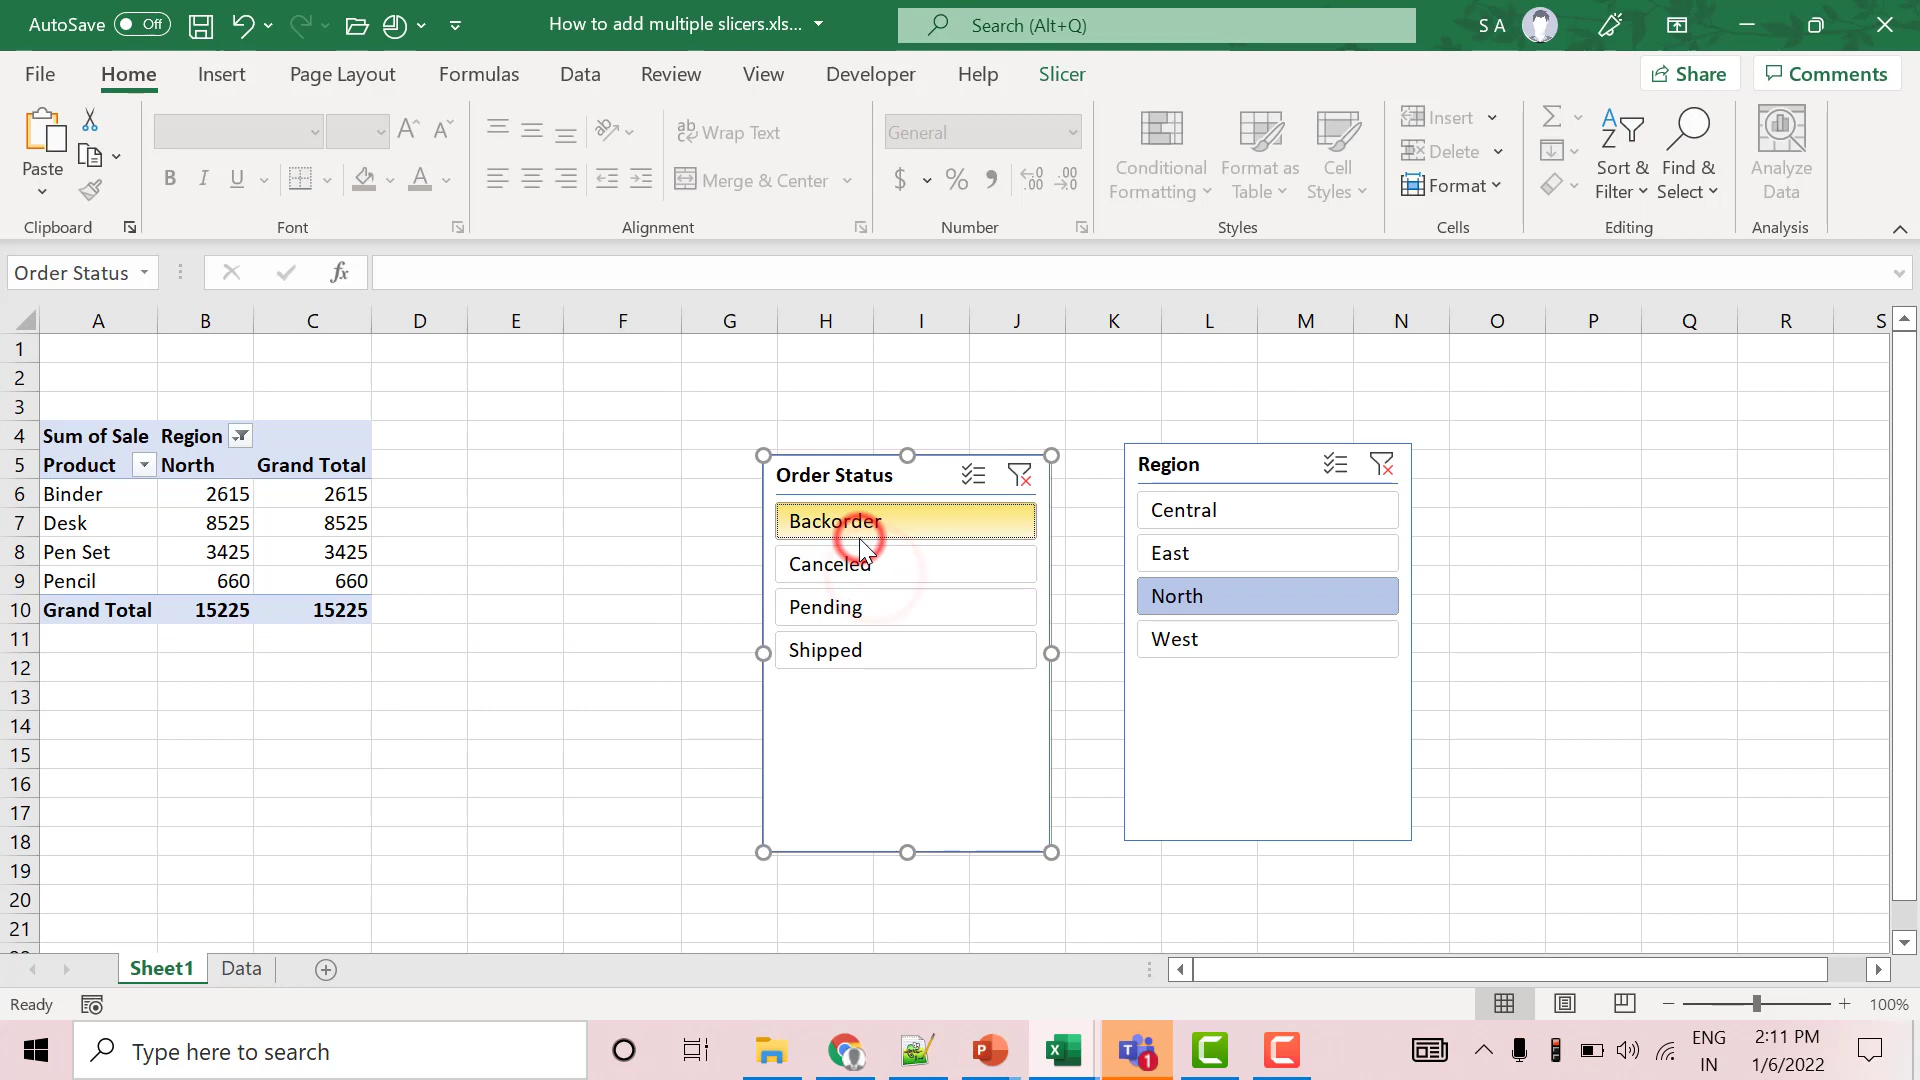 AutoSave Off How to add multiple slicers.xls... Search (Alt+Q) S A
File Home Insert Page Layout Formulas Data Review View Developer Help Slicer Share Comments
Paste Wrap Text General Conditional Formatting Format as Table Cell Styles Insert Sort & Filter Find & Select Analyze Data
B I U Merge & Center $ % Delete
Format
Clipboard Font Alignment Number Styles Cells Editing Analysis
Order Status fx
A B C D E F G H I J K L M N O P Q R S
1
2
3
4 Sum of Sale Region
5 Product North Grand Total
6 Binder 2615 2615
7 Desk 8525 8525
8 Pen Set 3425 3425
9 Pencil 660 660
10 Grand Total 15225 15225
11
12
13
14
15
16
17
18
19
20
21
Order Status
Backorder
Canceled
Pending
Shipped
Region
Central
East
North
West
Sheet1 Data
Ready 100%
Type here to search 1 ENG IN 2:11 PM 1/6/2022